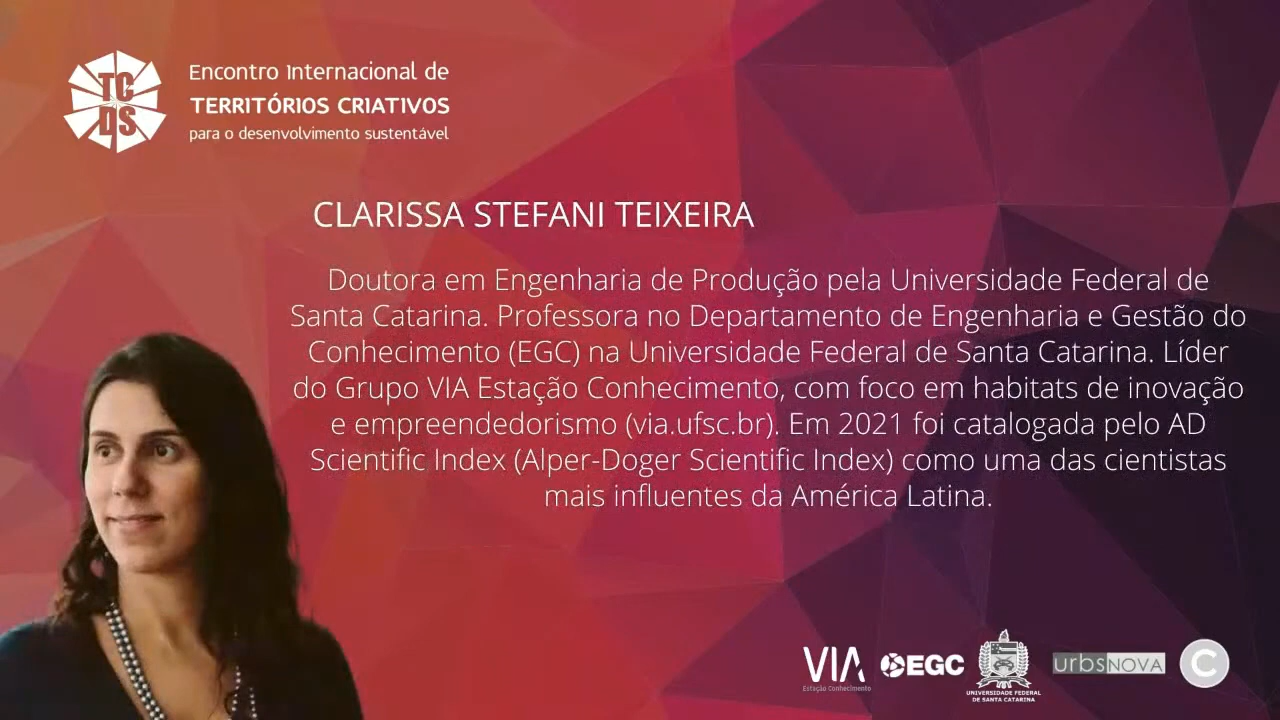 TC
DS
Encontro Internacional de
TERRITÓRIOS CRIATIVOS
para o desenvolvimento sustentável
CLARISSA STEFANI TEIXEIRA
Doutora em Engenharia de Produção pela Universidade Federal de
Santa Catarina. Professora no Departamento de Engenharia e Gestão do
Conhecimento (EGC) na Universidade Federal de Santa Catarina. Líder
do Grupo VIA Estação Conhecimento, com foco em habitats de inovação
e empreendedorismo (via.ufsc.br). Em 2021 foi catalogada pelo AD
Scientific Index (Alper-Doger Scientific Index) como uma das cientistas
mais influentes da América Latina.
VIA
Estação Conhecimento
EGC
UNIVERSIDADE FEDERAL
DE SANTA CATARINA
urbsNOVA
C